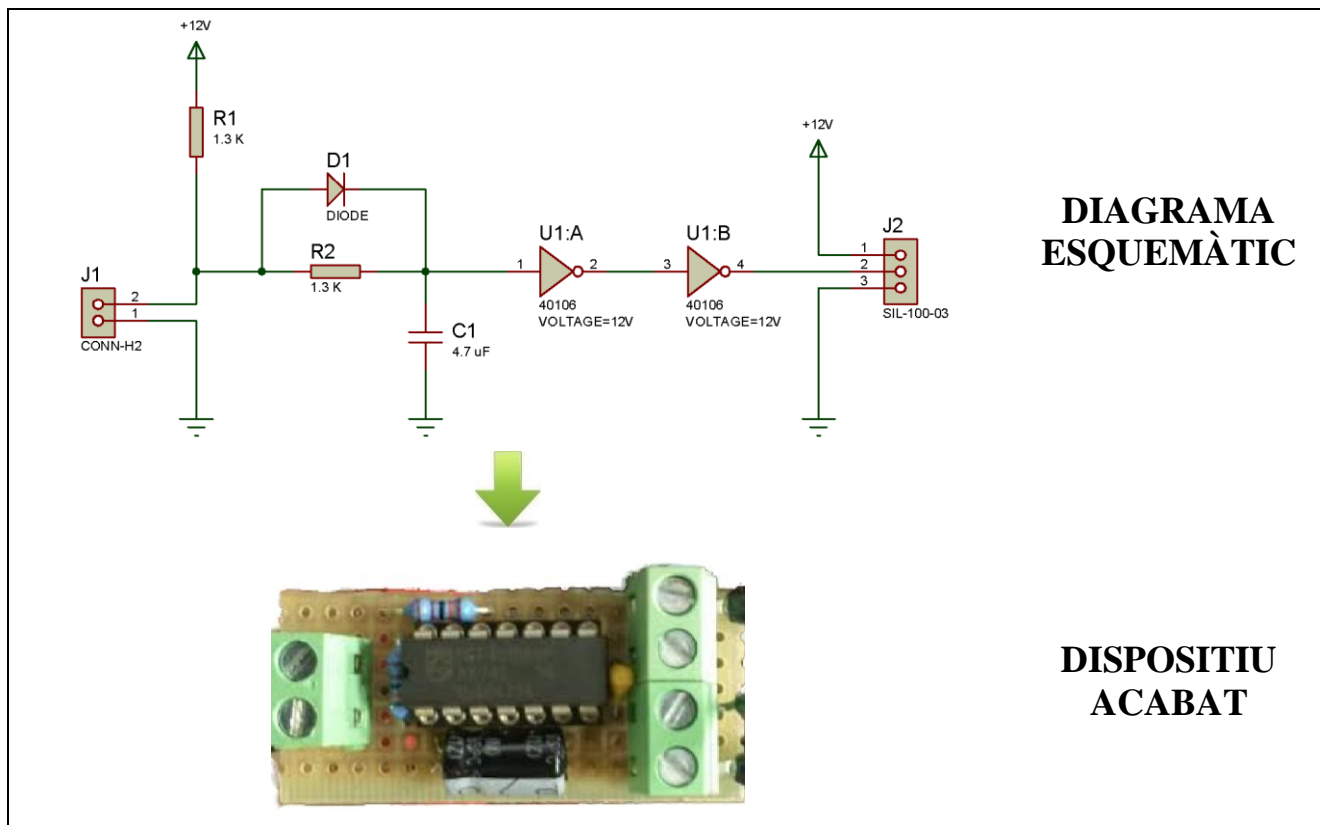 +12V
R1
1.3 K
D1
DIODE
R2
1.3 K
J1
2
1
CONN-H2
C1
4.7 uF
U1:A
1
2
40106
VOLTAGE=12V
U1:B
3
4
40106
VOLTAGE=12V
+12V
J2
1
2
3
SIL-100-03
DIAGRAMA
ESQUEMÀTIC
DISPOSITIU
ACABAT